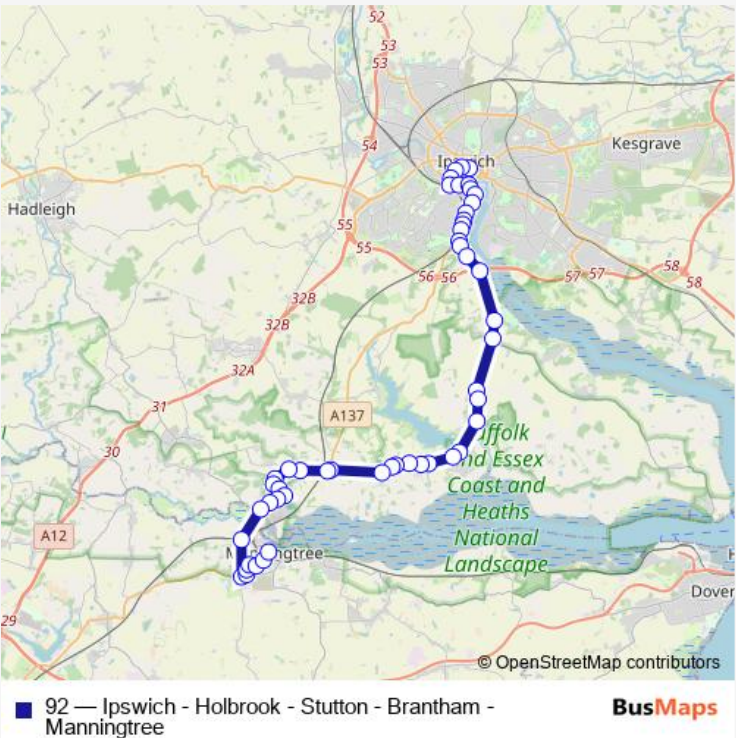 52
53
53
54
Kesgrave
Ipswich
Hadleigh
55
55
56 56
57 57
58
58
32B
32B
32A
31
A137
30
Suffolk
and Essex
Coast and
Heaths
National
Landscape
A12
Manningtree
Dover
29
© OpenStreetMap contributors
92 — Ipswich - Holbrook - Stutton - Brantham -
Manningtree
BusMaps